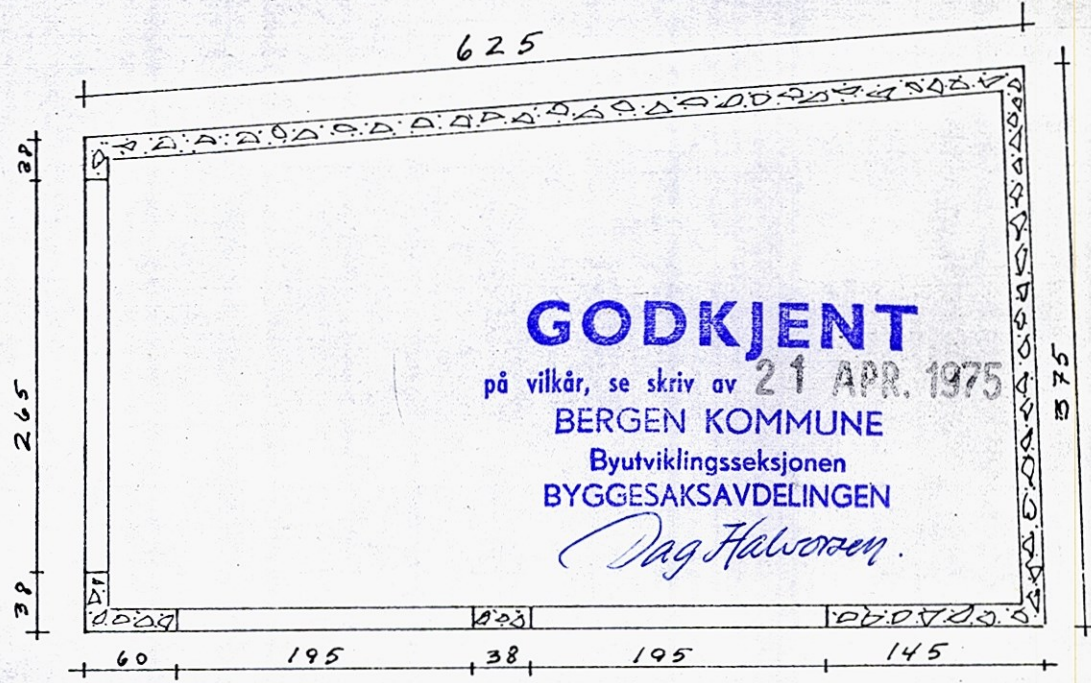 625
28
265
38
375
GODKJENT
på vilkår, se skriv av 21 APR. 1975
BERGEN KOMMUNE
Byutviklingsseksjonen
BYGGESAKSAVDELINGEN
Dag Halvorsen.
60 195 38 195 145